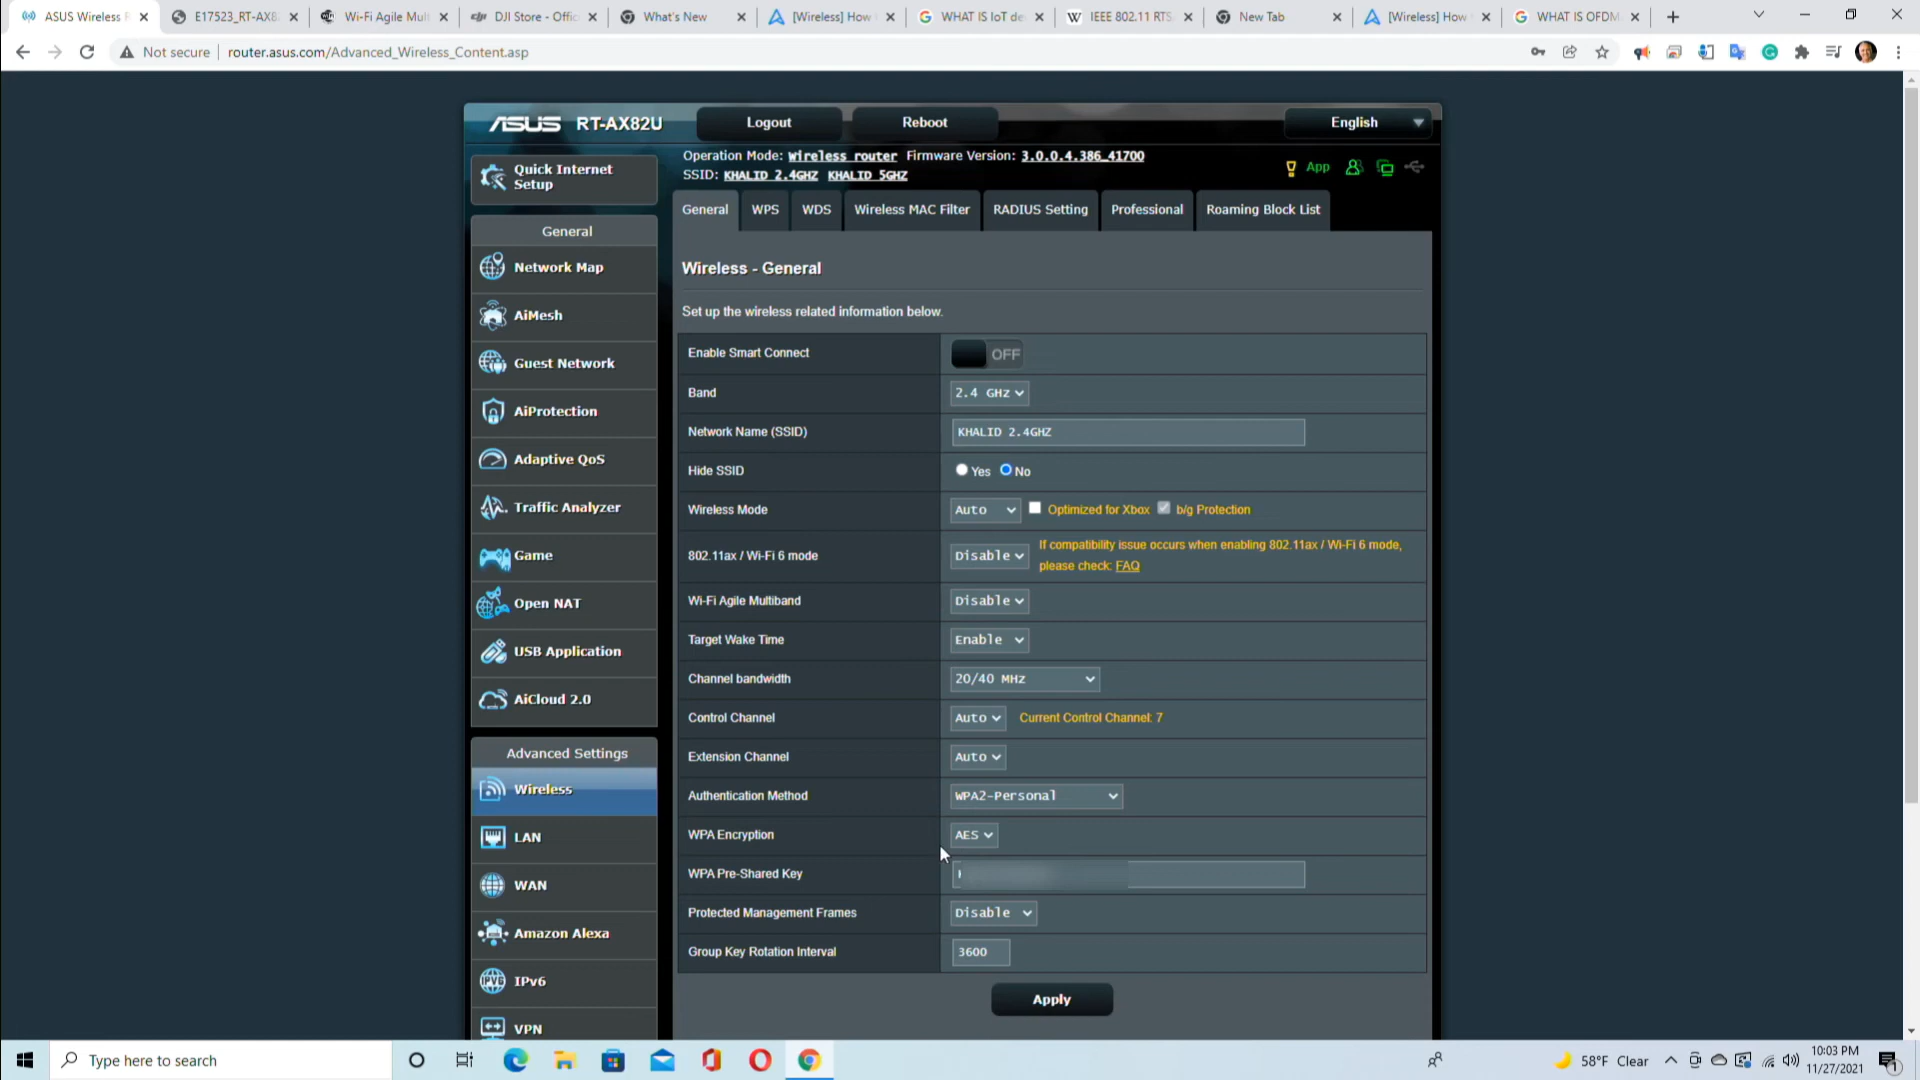 ASUS Wireless R
E17523_RT-AX8
Wi-Fi Agile Mul
DJI Store - Offic
What's New
[Wireless] How
WHAT IS IoT de
IEEE 802.11 RTS
New Tab
[Wireless] How
WHAT IS OFDM
Not secure router.asus.com/Advanced_Wireless_Content.asp
ASUS RT-AX82U
Logout
Reboot
English
Operation Mode: Wireless router Firmware Version: 3.0.0.4.386_41700
SSID: KHALID 2.4GHZ KHALID 5GHZ
App
Quick Internet
Setup
General
Network Map
AiMesh
Guest Network
AiProtection
Adaptive QoS
Traffic Analyzer
Game
Open NAT
USB Application
AiCloud 2.0
Advanced Settings
Wireless
LAN
WAN
Amazon Alexa
IPv6
VPN
General
WPS
WDS
Wireless MAC Filter
RADIUS Setting
Professional
Roaming Block List
Wireless - General
Set up the wireless related information below.
Enable Smart Connect OFF
Band 2.4 GHz
Network Name (SSID) KHALID 2.4GHZ
Hide SSID Yes No
Wireless Mode Auto Optimized for Xbox b/g Protection
802.11ax / Wi-Fi 6 mode Disable If compatibility issue occurs when enabling 802.11ax / Wi-Fi 6 mode,
please check: FAQ
Wi-Fi Agile Multiband Disable
Target Wake Time Enable
Channel bandwidth 20/40 MHz
Control Channel Auto Current Control Channel: 7
Extension Channel Auto
Authentication Method WPA2-Personal
WPA Encryption AES
WPA Pre-Shared Key
Protected Management Frames Disable
Group Key Rotation Interval 3600
Apply
Type here to search
58°F Clear
10:03 PM
11/27/2021
1